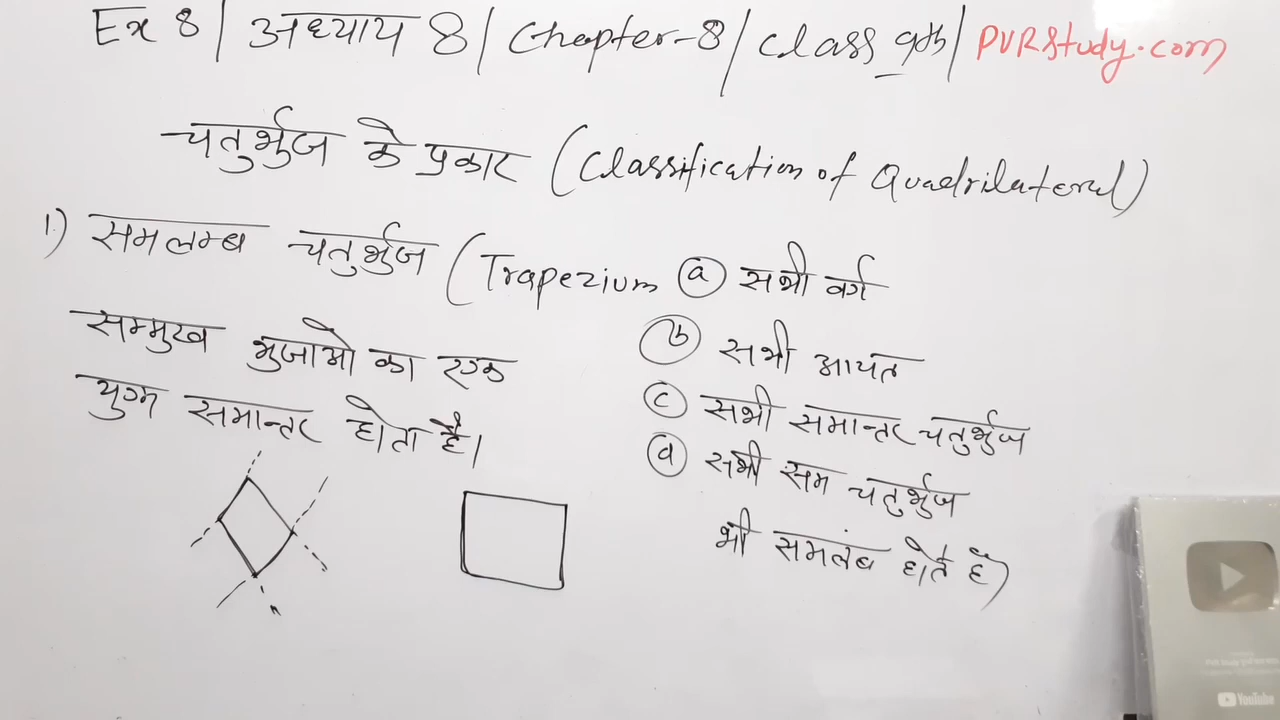 Ex 8 | अध्याय 8 | Chapter-8 | Class 9th | PVRStudy.com
चतुर्भुज के प्रकार (Classification of Quadrilateral)
1.) समलम्ब चतुर्भुज (Trapezium
सम्मुख भुजाओ का एक
युग्म समान्तर होता है।
(a) सभी वर्ग
(b) सभी आयत
(c) सभी समान्तर चतुर्भुज
(d) सभी सम चतुर्भुज
भी समलंब होते है)
YouTube